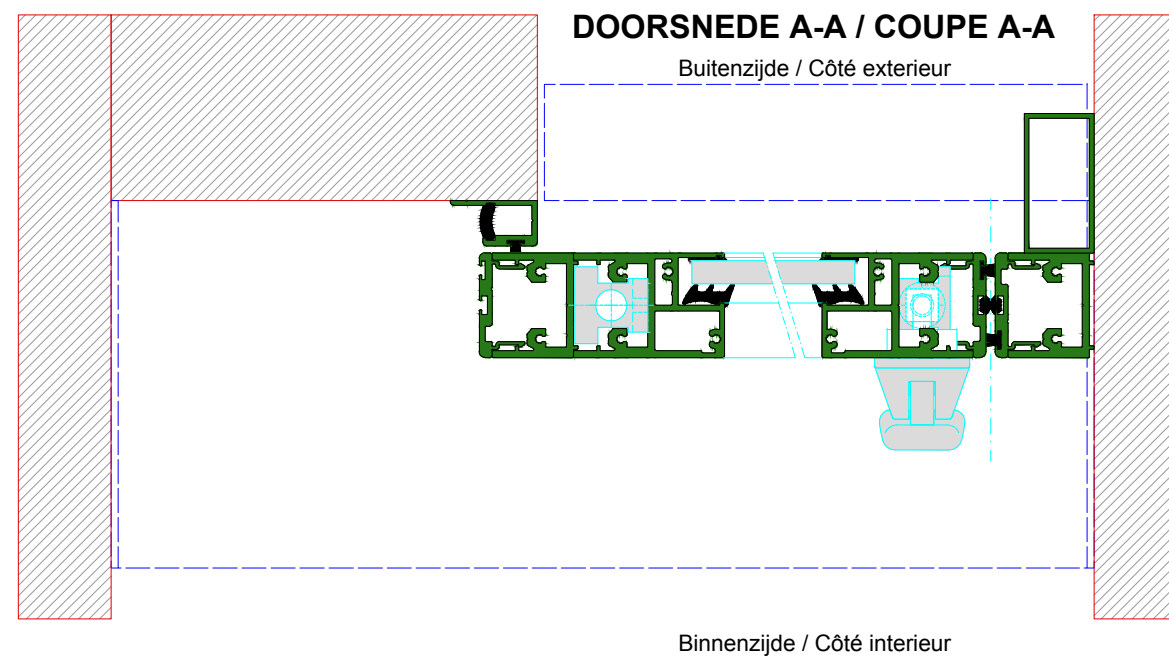 DOORSNEDE A-A / COUPE A-A
Buitenzijde / Côté exterieur
Binnenzijde / Côté interieur